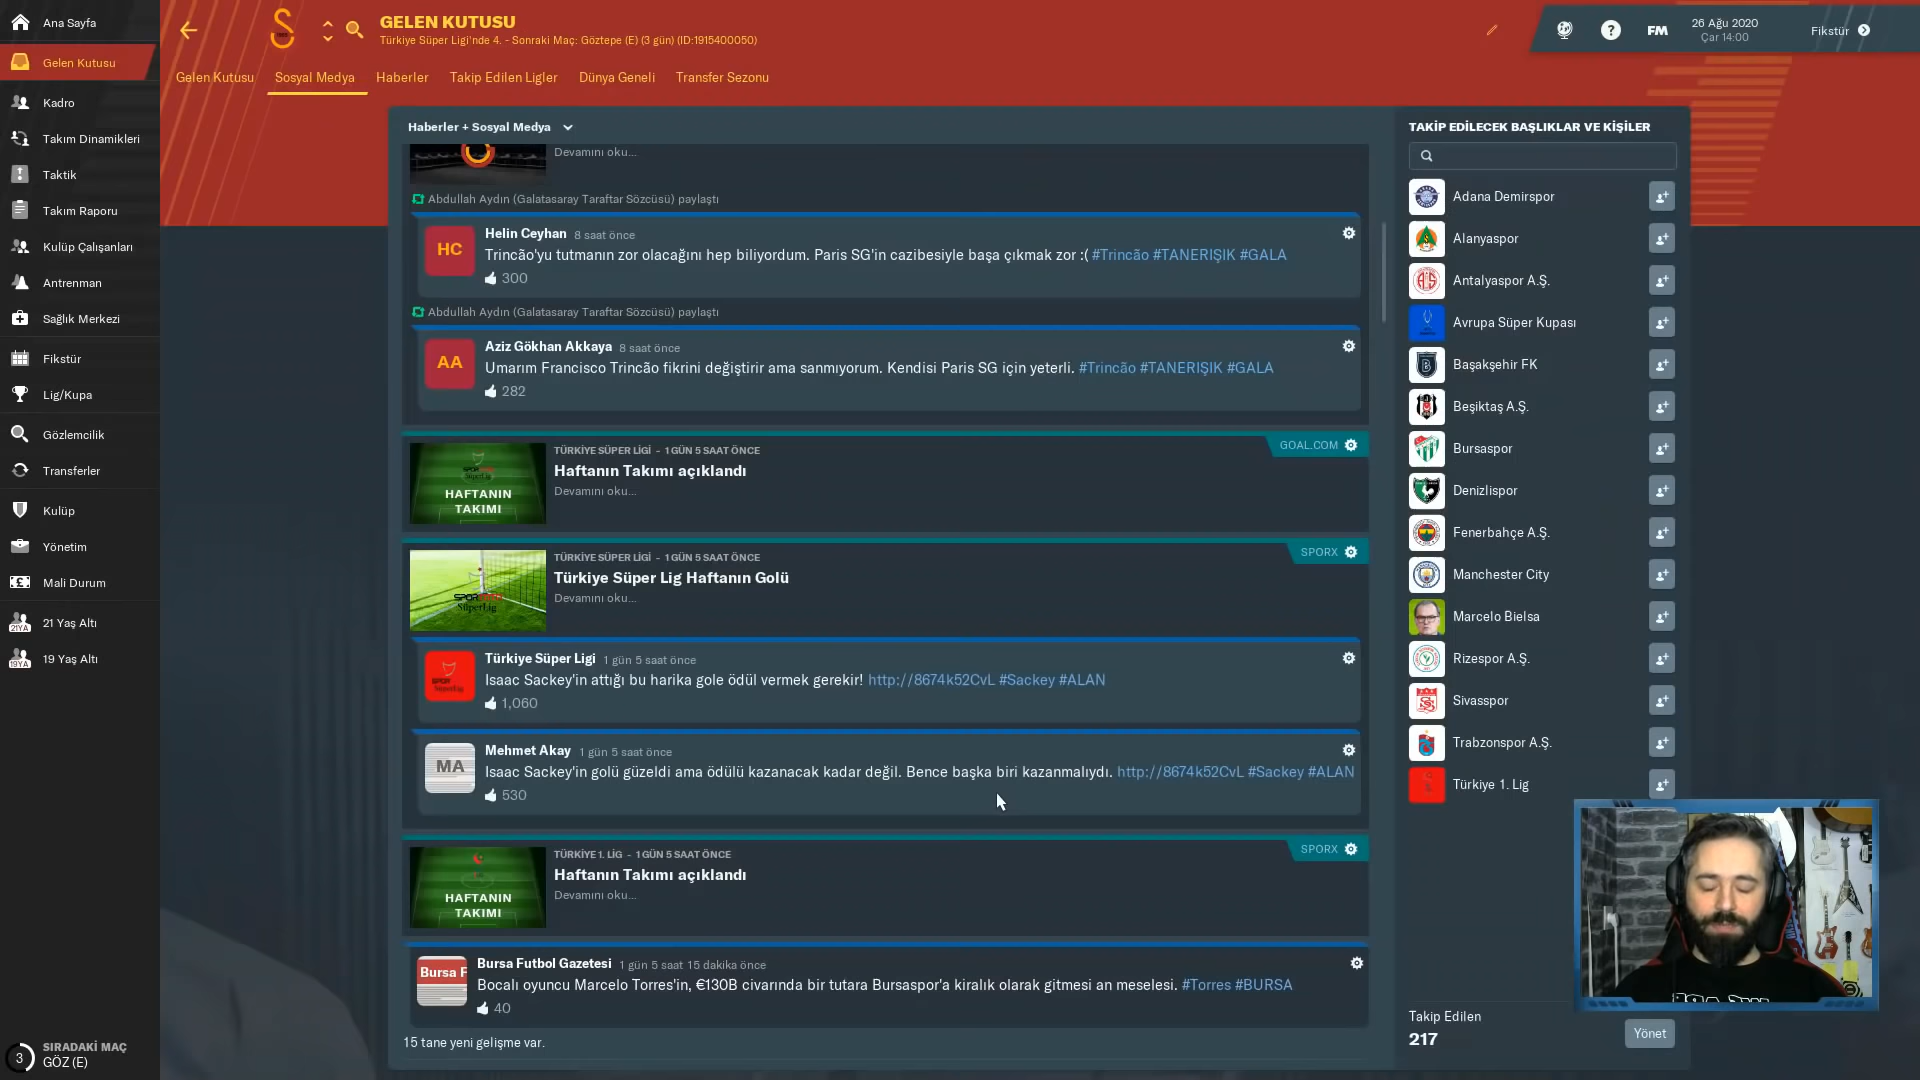 Ana Sayfa
Gelen Kutusu
Kadro
Takım Dinamikleri
Taktik
Takım Raporu
Kulüp Çalışanları
Antrenman
Sağlık Merkezi
Fikstür
Lig/Kupa
Gözlemcilik
Transferler
Kulüp
Yönetim
Mali Durum
21YA
21 Yaş Altı
19YA
19 Yaş Altı
3
SIRADAKİ MAÇ
GÖZ (E)
GELEN KUTUSU
Türkiye Süper Ligi'nde 4. - Sonraki Maç: Göztepe (E) (3 gün) (ID:1915400050)
?
FM
26 Ağu 2020
Çar 14:00
Fikstür
Gelen Kutusu
Sosyal Medya
Haberler
Takip Edilen Ligler
Dünya Geneli
Transfer Sezonu
Haberler + Sosyal Medya
Devamını oku...
Abdullah Aydın (Galatasaray Taraftar Sözcüsü) paylaştı
HC
Helin Ceyhan 8 saat önce
Trincão'yu tutmanın zor olacağını hep biliyordum. Paris SG'in cazibesiyle başa çıkmak zor :( #Trincão #TANERIŞIK #GALA
300
Abdullah Aydın (Galatasaray Taraftar Sözcüsü) paylaştı
AA
Aziz Gökhan Akkaya 8 saat önce
Umarım Francisco Trincão fikrini değiştirir ama sanmıyorum. Kendisi Paris SG için yeterli. #Trincão #TANERIŞIK #GALA
282
HAFTANIN
TAKIMI
TÜRKİYE SÜPER LİGİ - 1 GÜN 5 SAAT ÖNCE
Haftanın Takımı açıklandı
Devamını oku...
GOAL.COM
TÜRKİYE SÜPER LİGİ - 1 GÜN 5 SAAT ÖNCE
Türkiye Süper Lig Haftanın Golü
Devamını oku...
SPORX
Türkiye Süper Ligi 1 gün 5 saat önce
Isaac Sackey'in attığı bu harika gole ödül vermek gerekir! http://8674k52CvL #Sackey #ALAN
1,060
MA
Mehmet Akay 1 gün 5 saat önce
Isaac Sackey'in golü güzeldi ama ödülü kazanacak kadar değil. Bence başka biri kazanmalıydı. http://8674k52CvL #Sackey #ALAN
530
HAFTANIN
TAKIMI
TÜRKİYE 1. LİG - 1 GÜN 5 SAAT ÖNCE
Haftanın Takımı açıklandı
Devamını oku...
SPORX
Bursa F
Bursa Futbol Gazetesi 1 gün 5 saat 15 dakika önce
Bocalı oyuncu Marcelo Torres'in, €130B civarında bir tutara Bursaspor'a kiralık olarak gitmesi an meselesi. #Torres #BURSA
40
15 tane yeni gelişme var.
TAKİP EDİLECEK BAŞLIKLAR VE KİŞİLER
Adana Demirspor
Alanyaspor
Antalyaspor A.Ş.
Avrupa Süper Kupası
Başakşehir FK
Beşiktaş A.Ş.
Bursaspor
Denizlispor
Fenerbahçe A.Ş.
Manchester City
Marcelo Bielsa
Rizespor A.Ş.
Sivasspor
Trabzonspor A.Ş.
Türkiye 1. Lig
Takip Edilen
217
Yönet